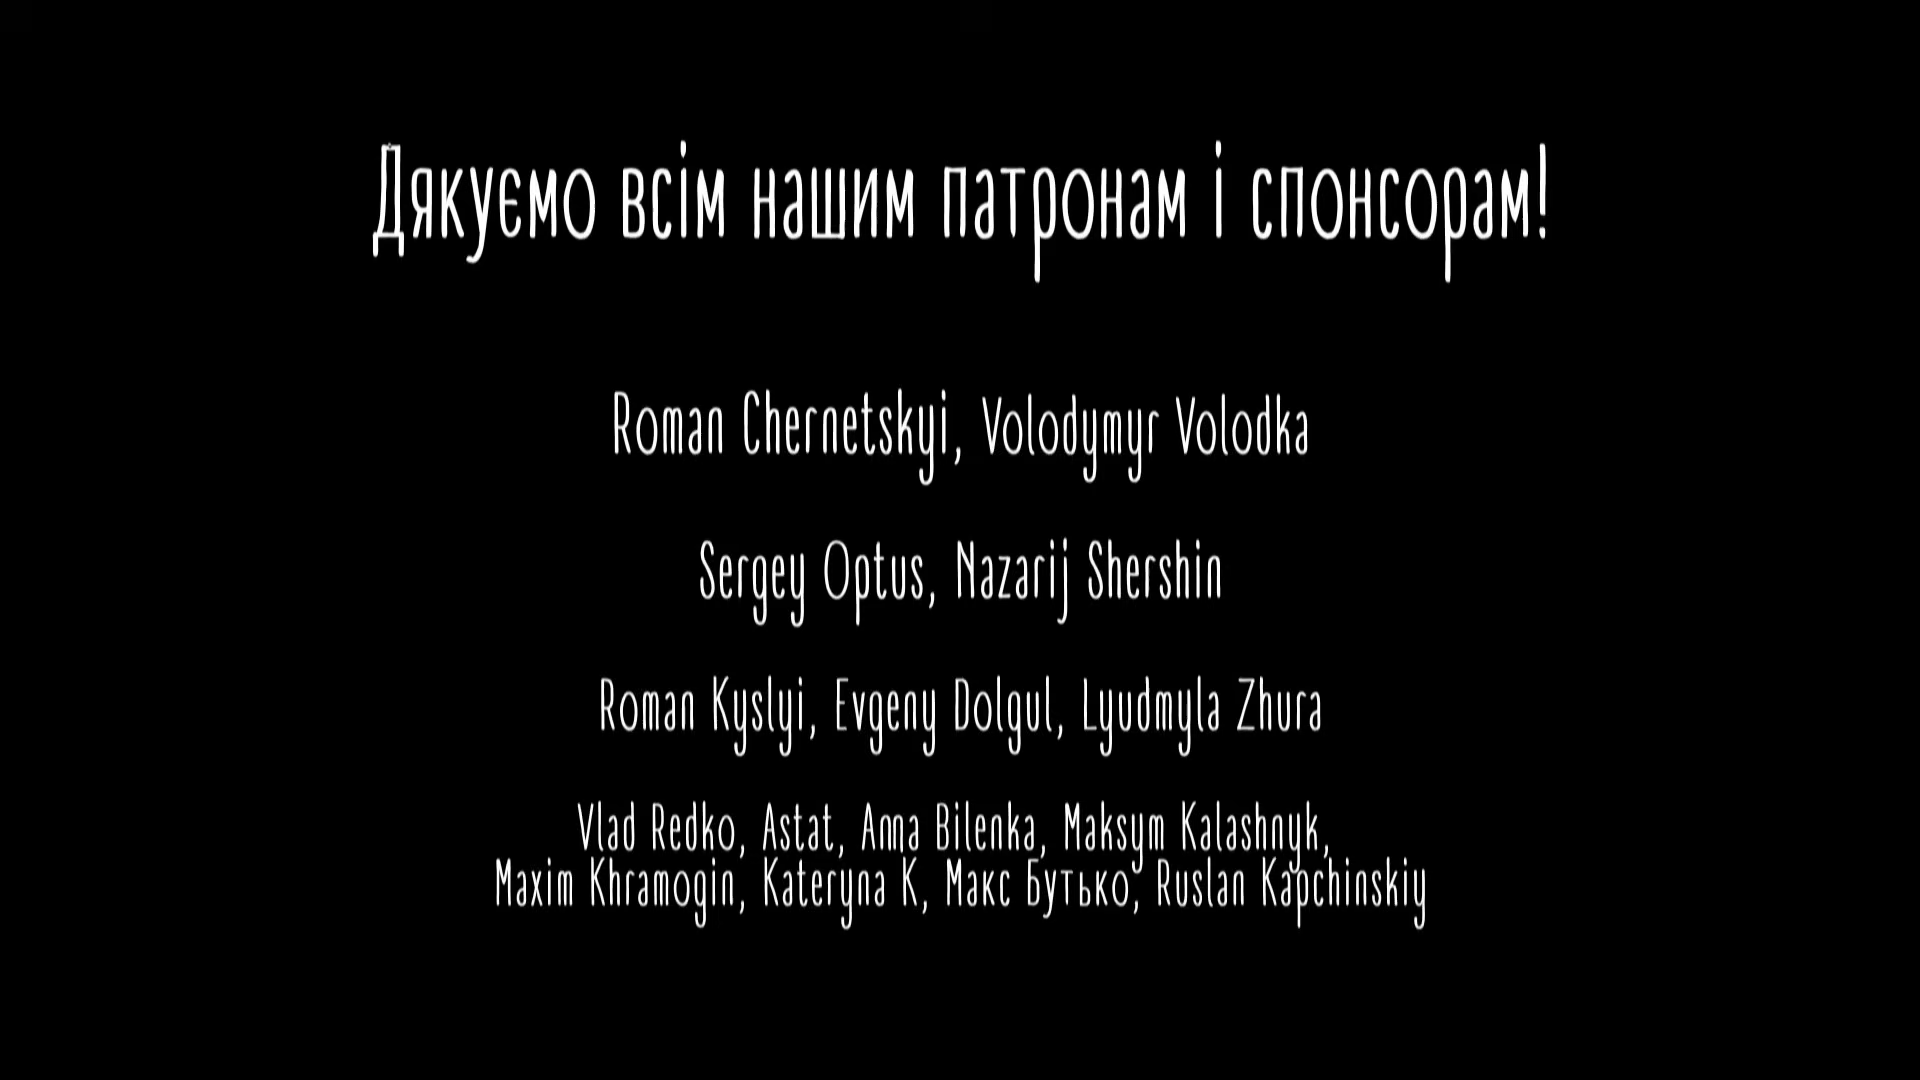 Дякуємо всім нашим патронам і спонсорам!
Roman Chernetskyi, Volodymyr Volodka
Sergey Optus, Nazarij Shershin
Roman Kyslyi, Evgeny Dolgul, Lyudmyla Zhura
Vlad Redko, Astat, Anna Bilenka, Maksym Kalashnyk,
Maxim Khramogin, Kateryna K, Макс Бутько, Ruslan Kapchinskiy